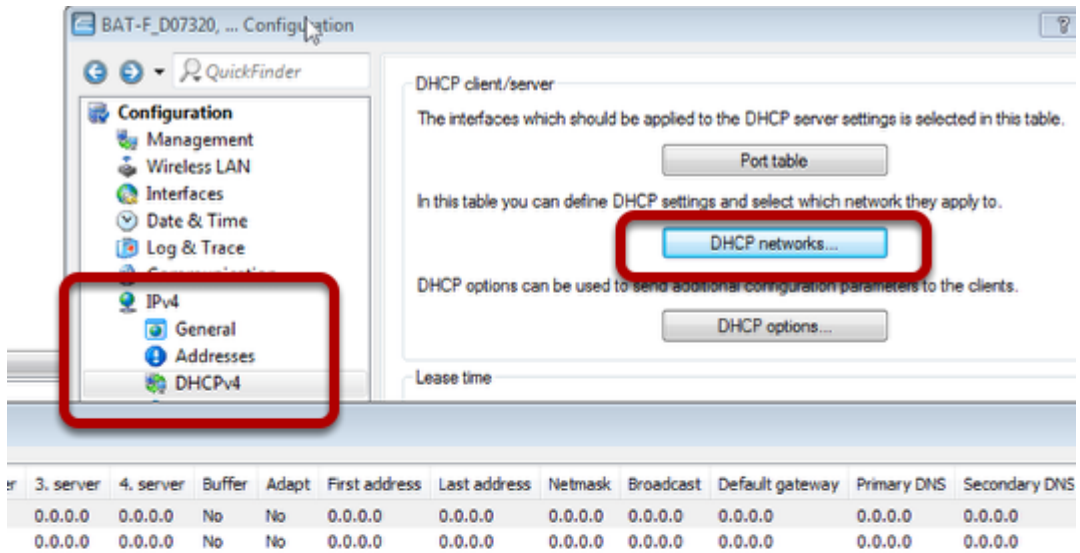 BAT-F_D07320, ... Configuration
QuickFinder
Configuration
Management
Wireless LAN
Interfaces
Date & Time
Log & Trace
IPv4
General
Addresses
DHCPv4
DHCP client/server
The interfaces which should be applied to the DHCP server settings is selected in this table.
Port table
In this table you can define DHCP settings and select which network they apply to.
DHCP networks...
DHCP options can be used to send additional configuration parameters to the clients.
DHCP options...
Lease time
3. server 4. server Buffer Adapt First address Last address Netmask Broadcast Default gateway Primary DNS Secondary DNS
0.0.0.0 0.0.0.0 No No 0.0.0.0 0.0.0.0 0.0.0.0 0.0.0.0 0.0.0.0 0.0.0.0 0.0.0.0
0.0.0.0 0.0.0.0 No No 0.0.0.0 0.0.0.0 0.0.0.0 0.0.0.0 0.0.0.0 0.0.0.0 0.0.0.0